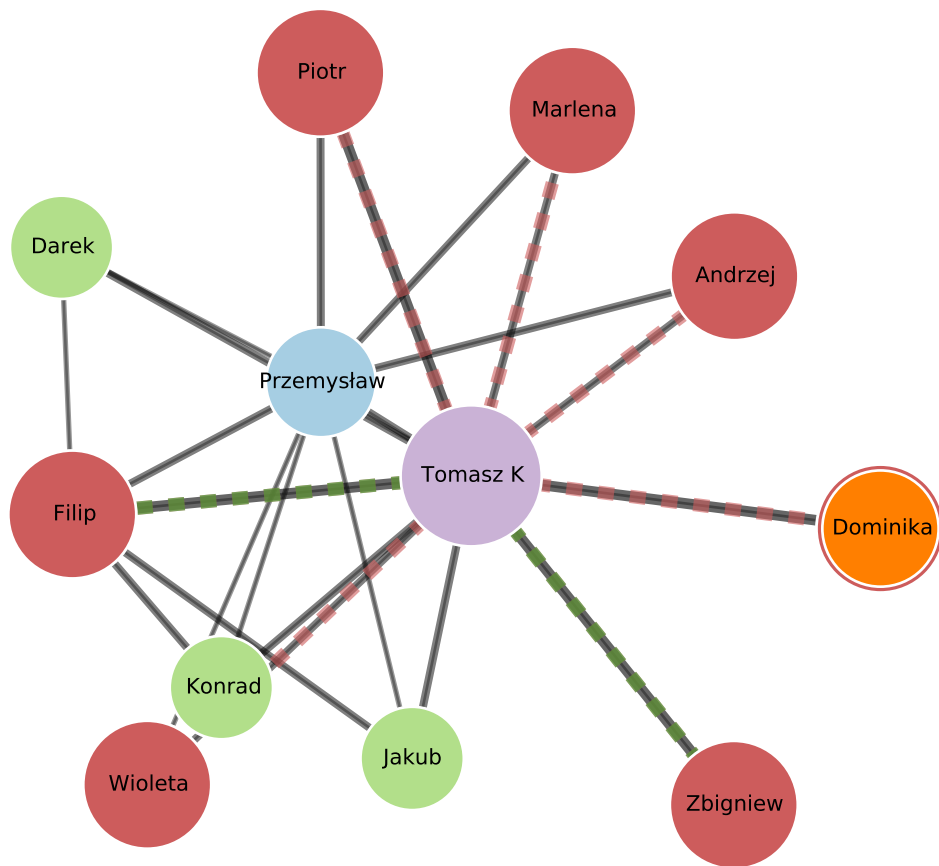 Piotr
Marlena
Darek
Andrzej
Przemysław
Tomasz K
Filip
Dominika
Konrad
Jakub
Wioleta
Zbigniew